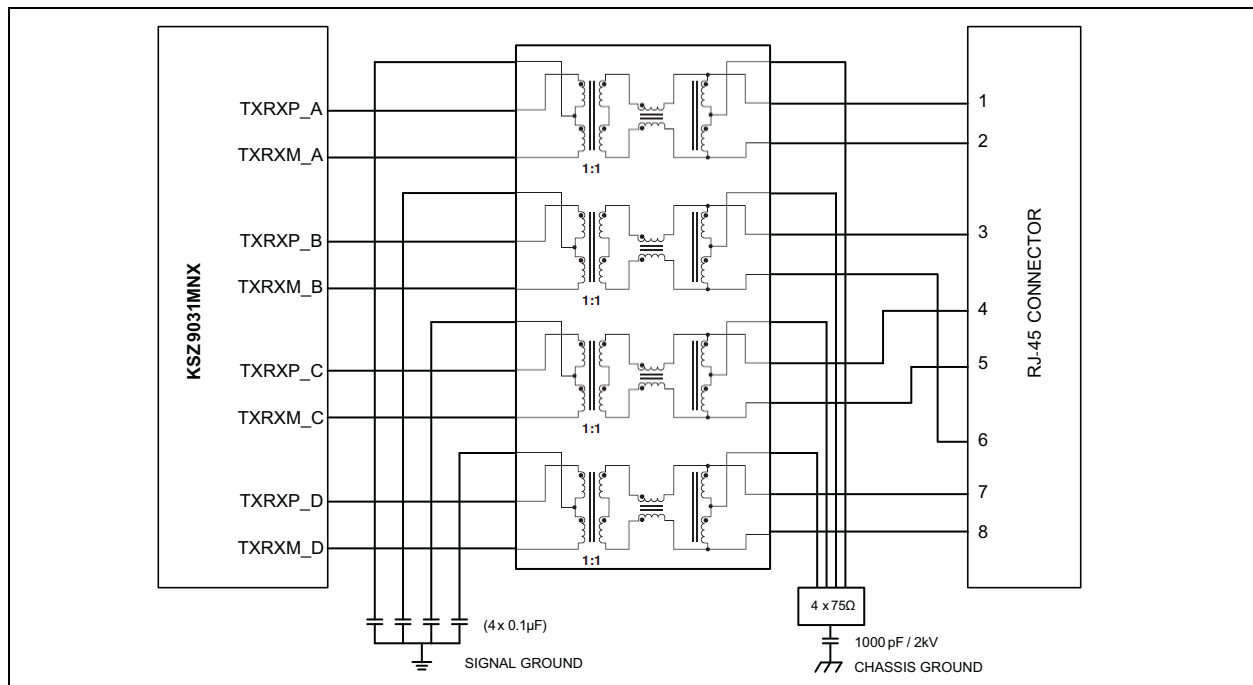 KSZ9031MNX
TXRXP_A
TXRXM_A
TXRXP_B
TXRXM_B
TXRXP_C
TXRXM_C
TXRXP_D
TXRXM_D
1:1
1:1
1:1
1:1
(4 x 0.1µF)
SIGNAL GROUND
4 x 75Ω
1000 pF / 2kV
CHASSIS GROUND
1
2
3
4
5
6
7
8
RJ-45 CONNECTOR